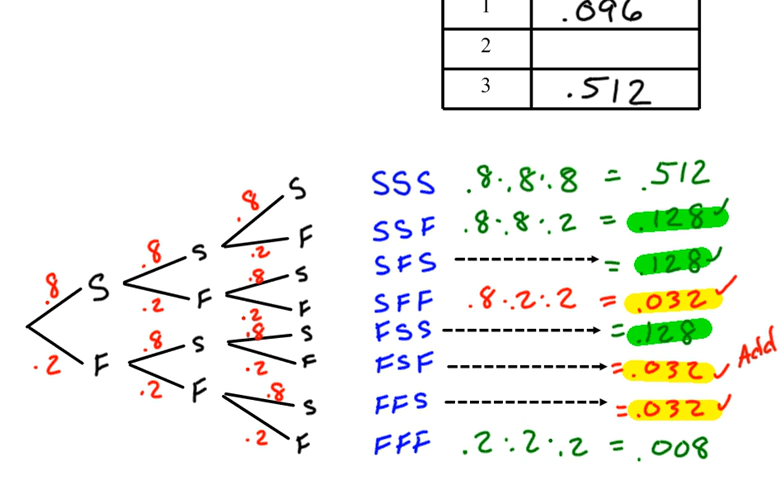 1 .096
2
3 .512
SSS .8·.8·.8 = .512
SSF .8·.8·.2 = .128 ✓
SFS = .128 ✓
SFF .8·.2·.2 = .032 ✓
FSS = .128
FSF = .032 ✓
FFS = .032 ✓
FFF .2·.2·.2 = .008
Add
.8 S
.2 F
.8 S
.2 F
.8 S
.2 F
.8 S
.2 F
.8 S
.2 F
.8 S
.2 F
.8 S
.2 F